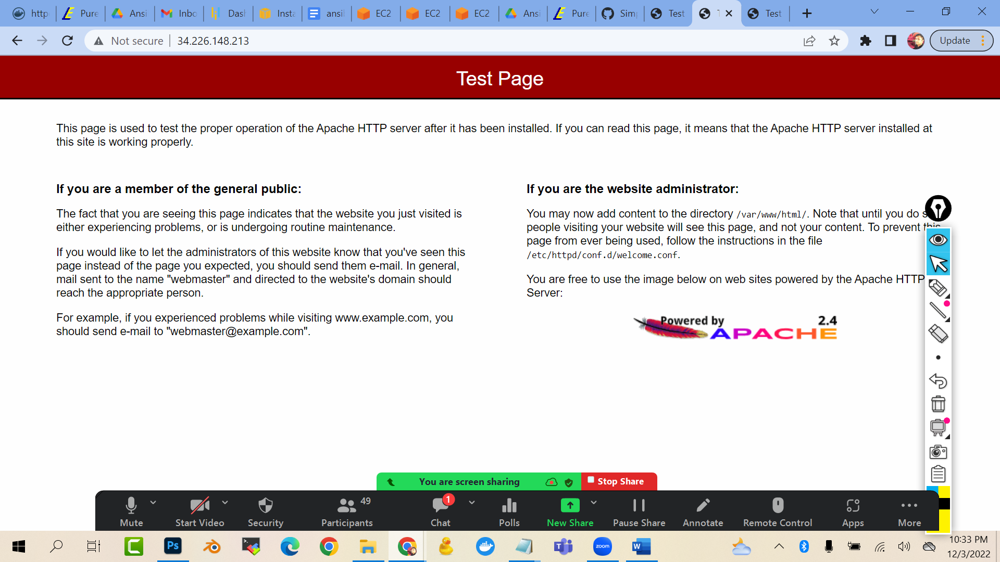 http
Pure
Ansi
Inbo
Dash
Insta
ansil
EC2
EC2
EC2
Ansi
Pure
Sim
Test
Test
Not secure
34.226.148.213
Update
Test Page
This page is used to test the proper operation of the Apache HTTP server after it has been installed. If you can read this page, it means that the Apache HTTP server installed at
this site is working properly.
If you are a member of the general public:
The fact that you are seeing this page indicates that the website you just visited is
either experiencing problems, or is undergoing routine maintenance.
If you would like to let the administrators of this website know that you've seen this
page instead of the page you expected, you should send them e-mail. In general,
mail sent to the name "webmaster" and directed to the website's domain should
reach the appropriate person.
For example, if you experienced problems while visiting www.example.com, you
should send e-mail to "webmaster@example.com".
If you are the website administrator:
You may now add content to the directory /var/www/html/. Note that until you do s
people visiting your website will see this page, and not your content. To prevent this
page from ever being used, follow the instructions in the file
/etc/httpd/conf.d/welcome.conf.
You are free to use the image below on web sites powered by the Apache HTTP
Server:
Powered by 2.4
APACHE
You are screen sharing
Stop Share
49
1
Mute
Start Video
Security
Participants
Chat
Polls
New Share
Pause Share
Annotate
Remote Control
Apps
More
Ps
zoom
W
10:33 PM
12/3/2022